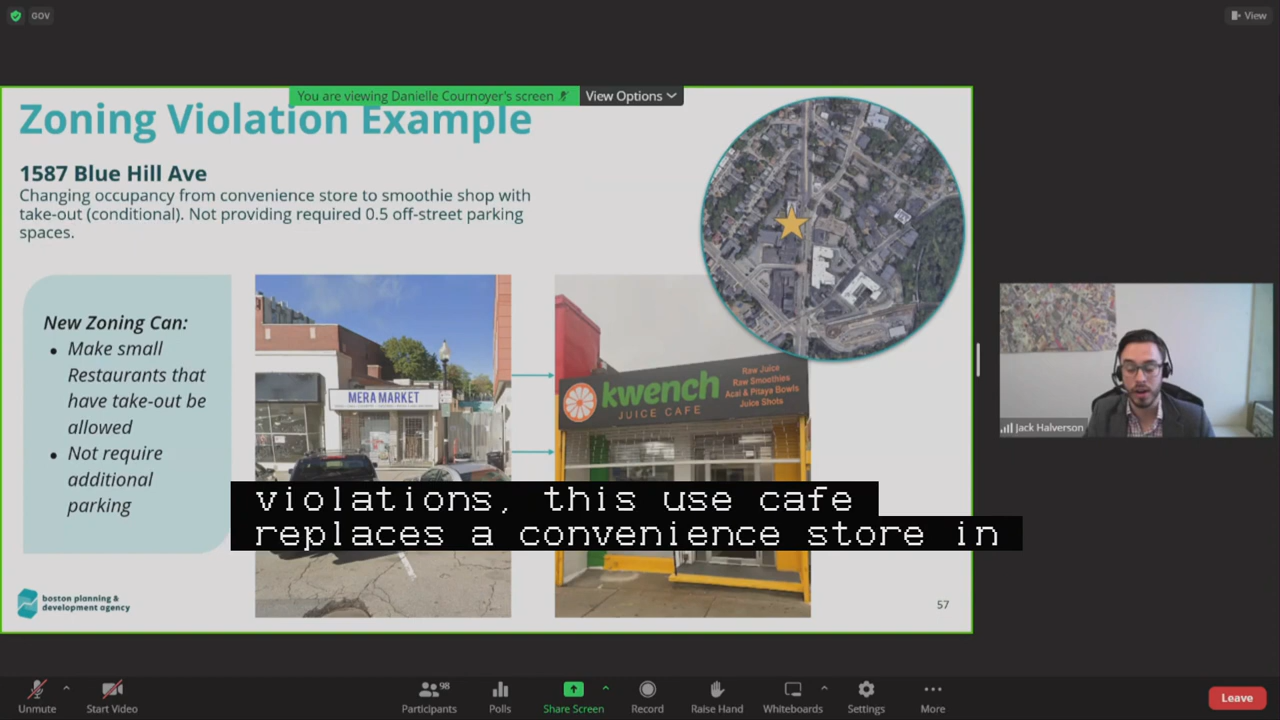 GOV
View
You are viewing Danielle Cournoyer's screen
View Options
Zoning Violation Example
1587 Blue Hill Ave
Changing occupancy from convenience store to smoothie shop with
take-out (conditional). Not providing required 0.5 off-street parking
spaces.
New Zoning Can:
• Make small
Restaurants that
have take-out be
allowed
• Not require
additional
parking
MERA MARKET
kwench
JUICE CAFE
Raw Juice
Raw Smoothies
Acai & Pitaya Bowls
Juice Shots
Jack Halverson
violations, this use cafe
replaces a convenience store in
boston planning &
development agency
57
Unmute
Start Video
98
Participants
Polls
Share Screen
Record
Raise Hand
Whiteboards
Settings
More
Leave